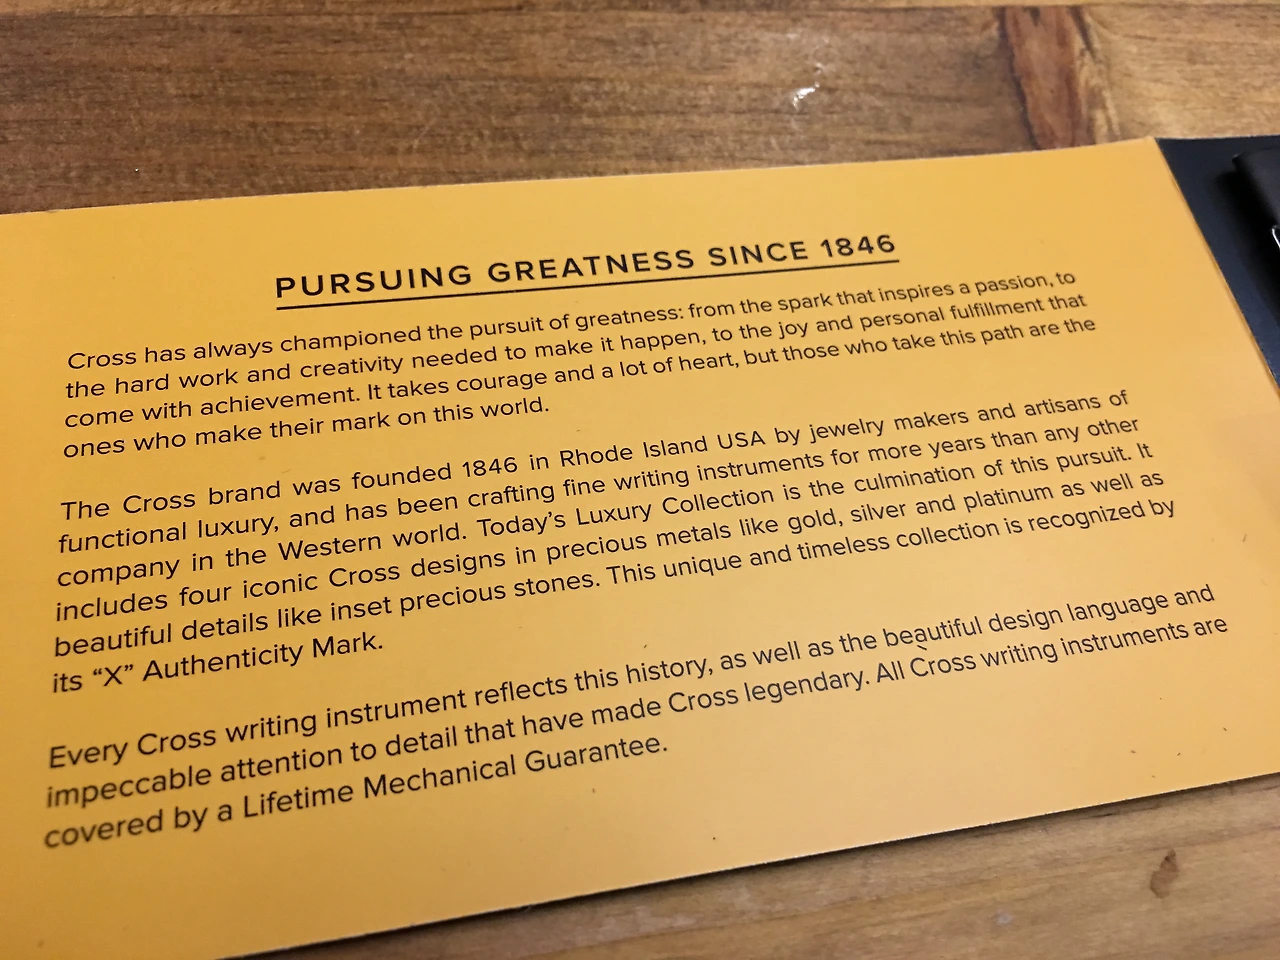 PURSUING GREATNESS SINCE 1846
Cross has always championed the pursuit of greatness: from the spark that inspires a passion, to
the hard work and creativity needed to make it happen, to the joy and personal fulfillment that
come with achievement. It takes courage and a lot of heart, but those who take this path are the
ones who make their mark on this world.
The Cross brand was founded 1846 in Rhode Island USA by jewelry makers and artisans of
functional luxury, and has been crafting fine writing instruments for more years than any other
company in the Western world. Today's Luxury Collection is the culmination of this pursuit. It
includes four iconic Cross designs in precious metals like gold, silver and platinum as well as
beautiful details like inset precious stones. This unique and timeless collection is recognized by
its “X” Authenticity Mark.
Every Cross writing instrument reflects this history, as well as the beautiful design language and
impeccable attention to detail that have made Cross legendary. All Cross writing instruments are
covered by a Lifetime Mechanical Guarantee.